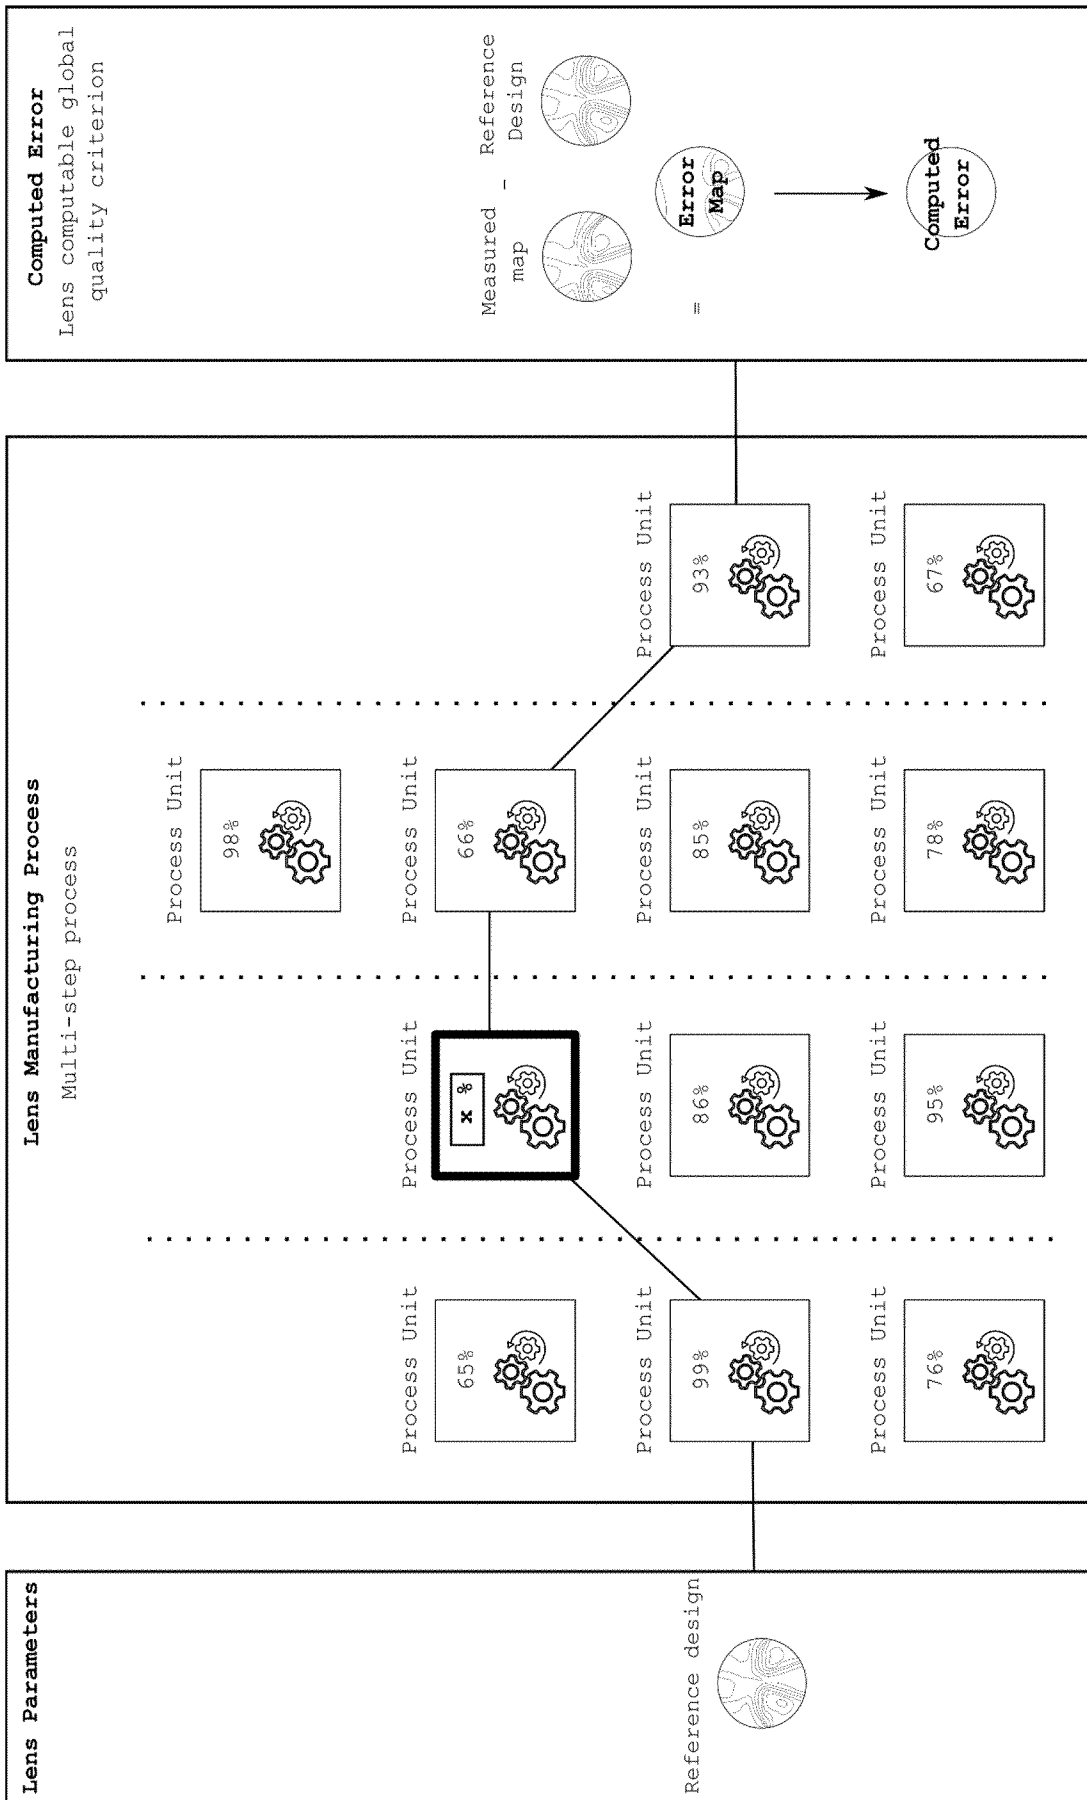 Lens Parameters
Reference design
Lens Manufacturing Process
Multi-step process
Process Unit
65%
Process Unit
99%
Process Unit
76%
Process Unit
x %
Process Unit
86%
Process Unit
95%
Process Unit
98%
Process Unit
66%
Process Unit
85%
Process Unit
78%
Process Unit
93%
Process Unit
67%
Computed Error
Lens computable global
quality criterion
Measured - Reference
map Design
= Error
Map
Computed
Error